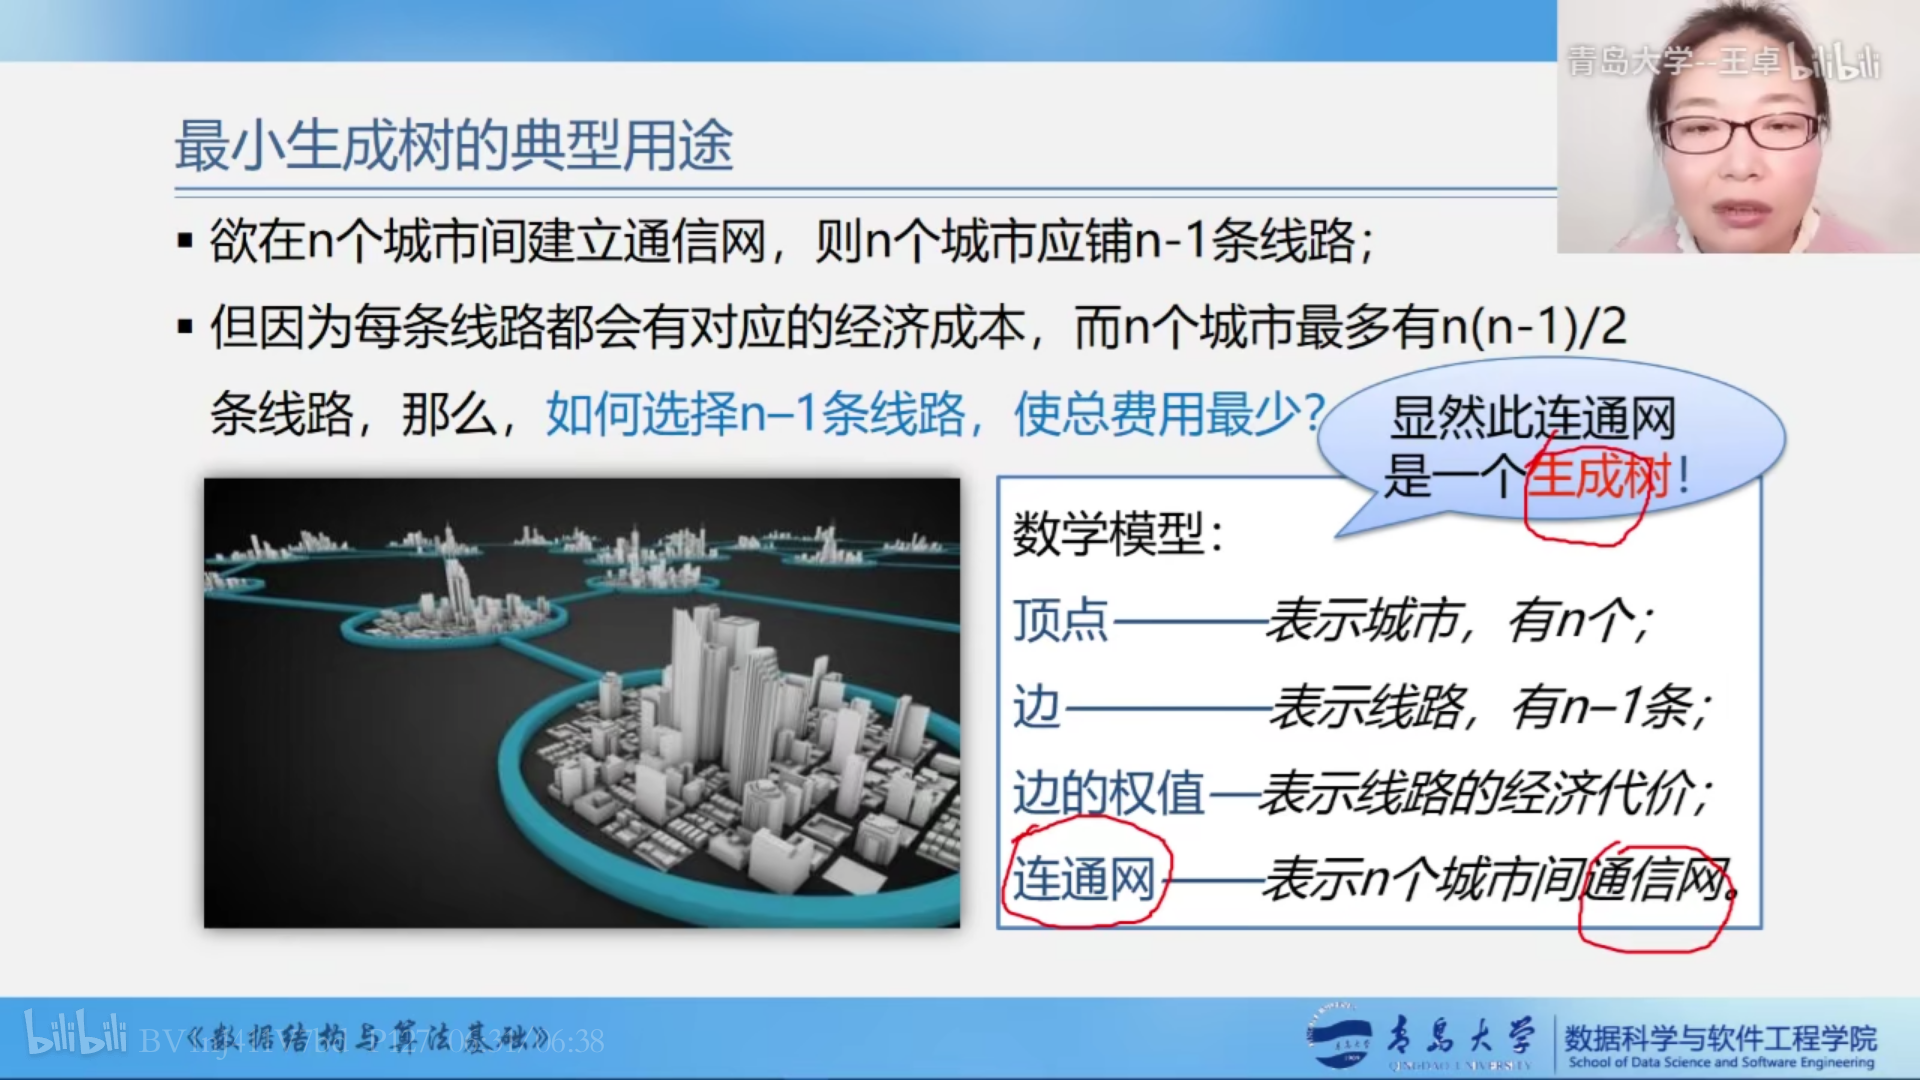 青岛大学--王卓 bilibili
最小生成树的典型用途
▪ 欲在n个城市间建立通信网，则n个城市应铺n-1条线路；
▪ 但因为每条线路都会有对应的经济成本，而n个城市最多有n(n-1)/2
条线路，那么，如何选择n–1条线路，使总费用最少？
显然此连通网
是一个生成树！
数学模型：
顶点————表示城市，有n个；
边—————表示线路，有n–1条；
边的权值—表示线路的经济代价；
连通网——表示n个城市间通信网。
bilibili
《数据结构与算法基础》
06:38
青岛大学
QINGDAO UNIVERSITY
数据科学与软件工程学院
School of Data Science and Software Engineering